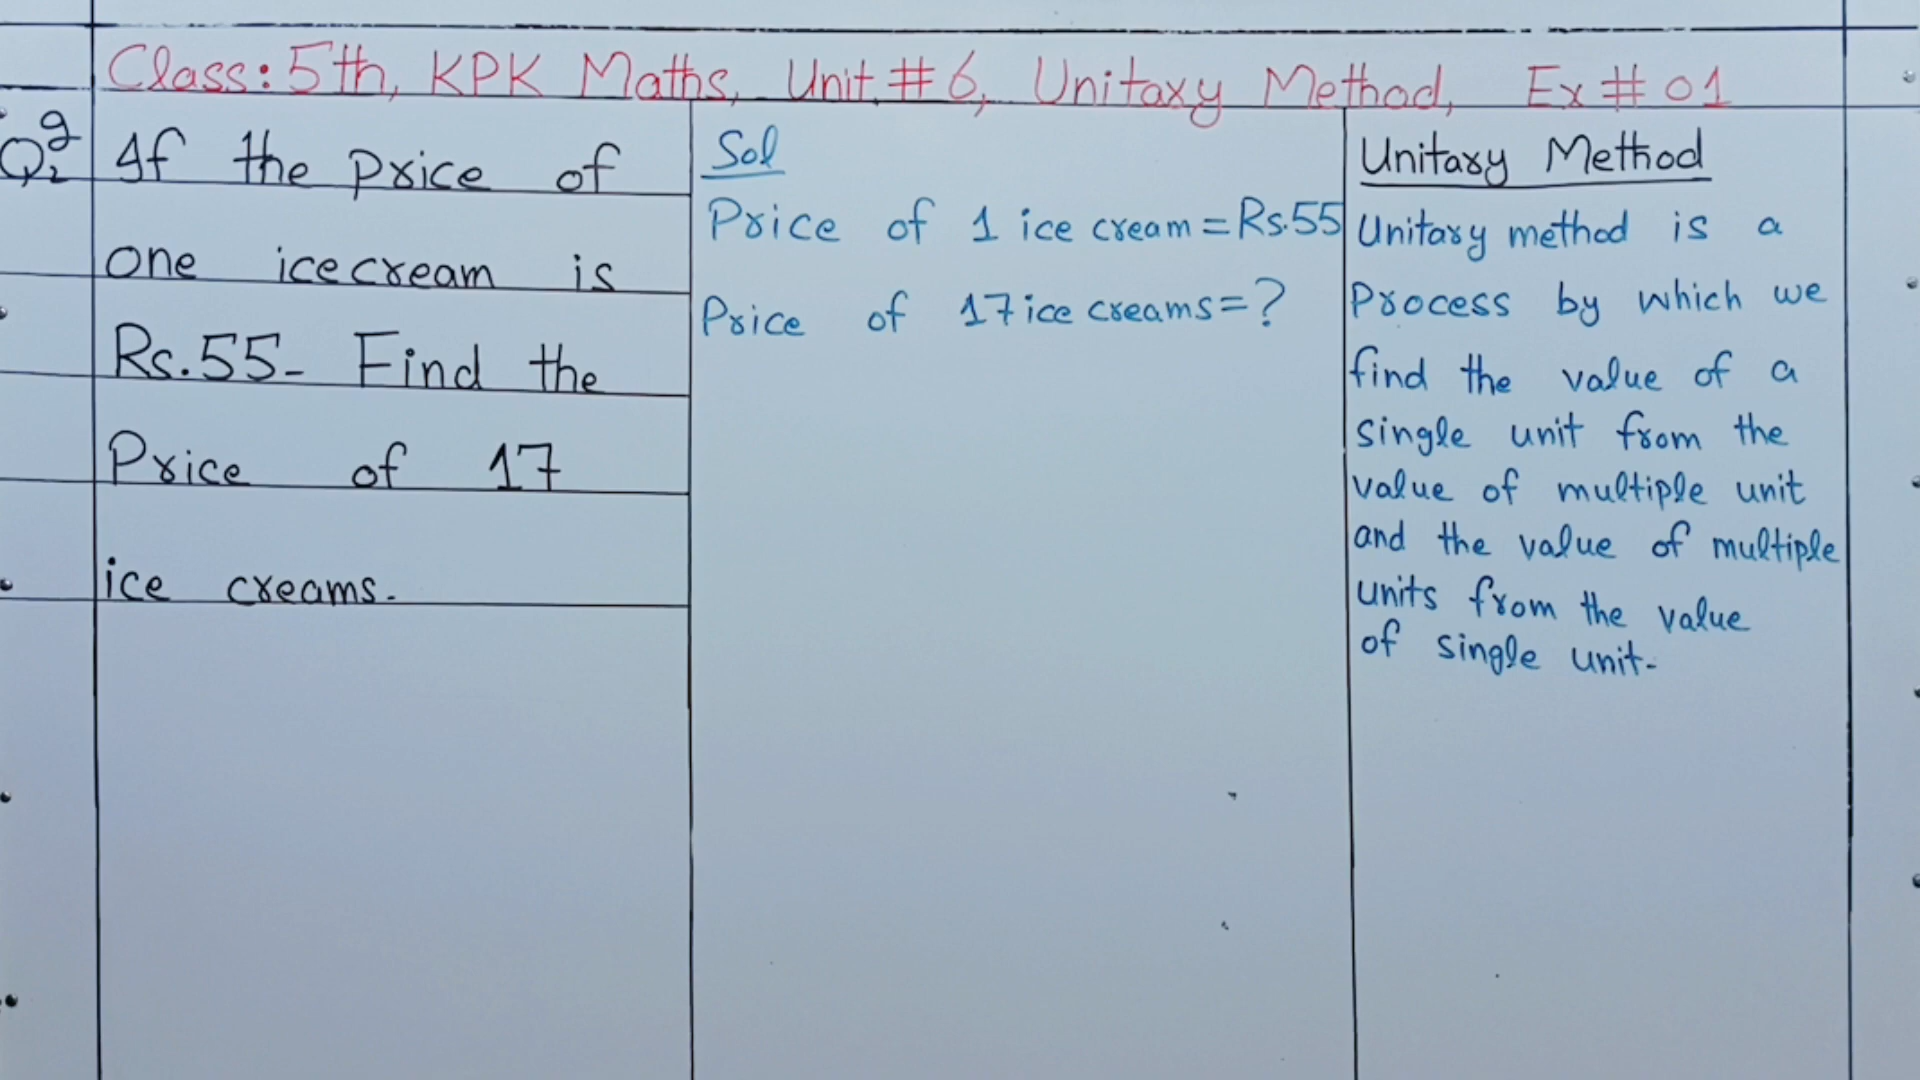 Class: 5th, KPK Maths, Unit # 6, Unitary Method, Ex # 01
Q2
If the price of
one icecream is
Rs.55- Find the
Price of 17
ice creams-
Sol
Price of 1 ice cream = Rs.55
Price of 17 ice creams = ?
Unitary Method
Unitary method is a
Process by which we
find the value of a
single unit from the
value of multiple unit
and the value of multiple
units from the value
of single unit-